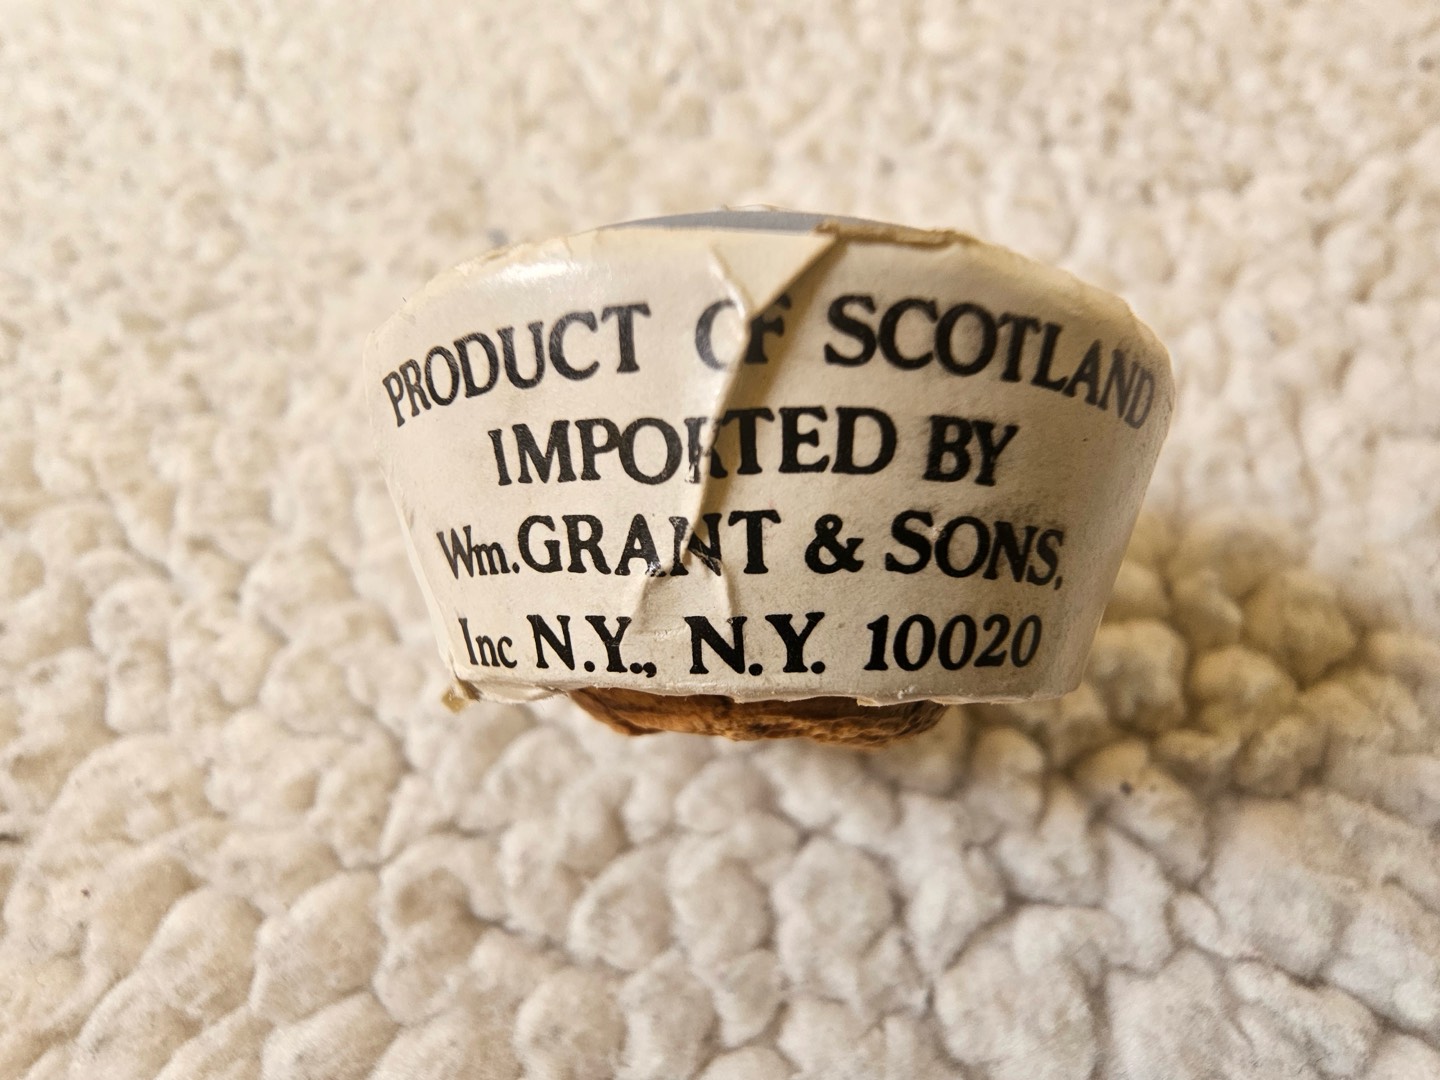 PRODUCT OF SCOTLAND
IMPORTED BY
Wm. GRANT & SONS,
Inc N.Y., N.Y. 10020